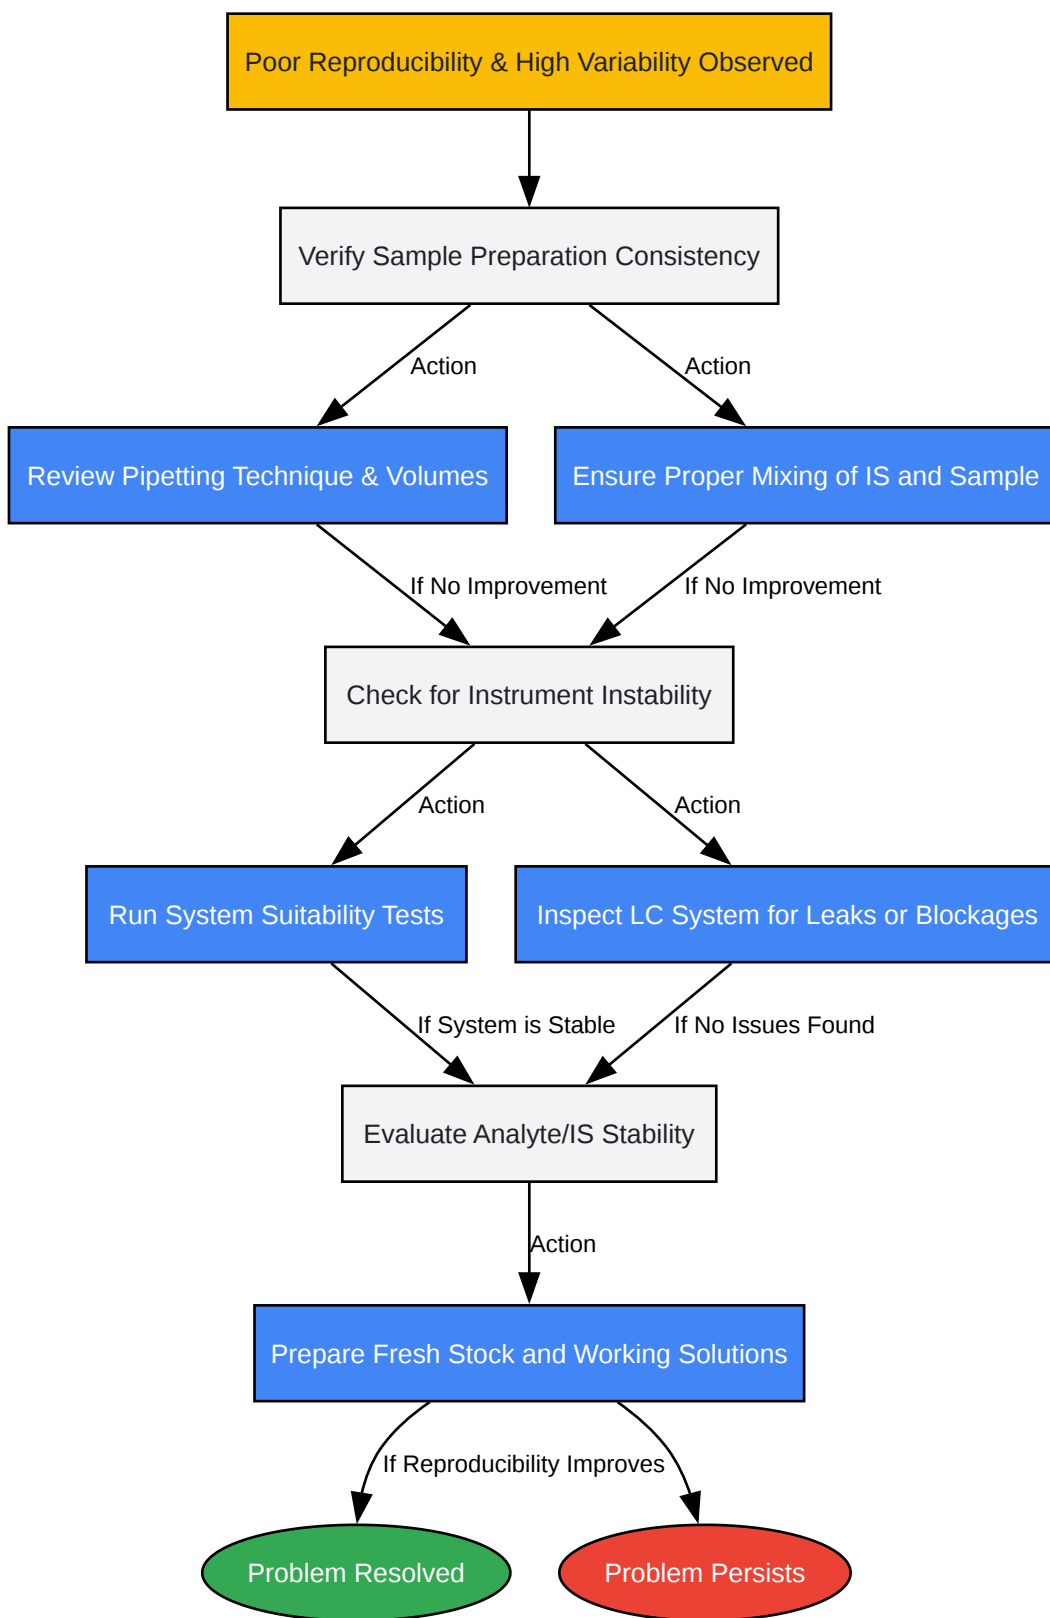 Poor Reproducibility & High Variability Observed
Verify Sample Preparation Consistency
Action
Action
Review Pipetting Technique & Volumes
Ensure Proper Mixing of IS and Sample
If No Improvement
If No Improvement
Check for Instrument Instability
Action
Action
Run System Suitability Tests
Inspect LC System for Leaks or Blockages
If System is Stable
If No Issues Found
Evaluate Analyte/IS Stability
Action
Prepare Fresh Stock and Working Solutions
If Reproducibility Improves
Problem Resolved
Problem Persists